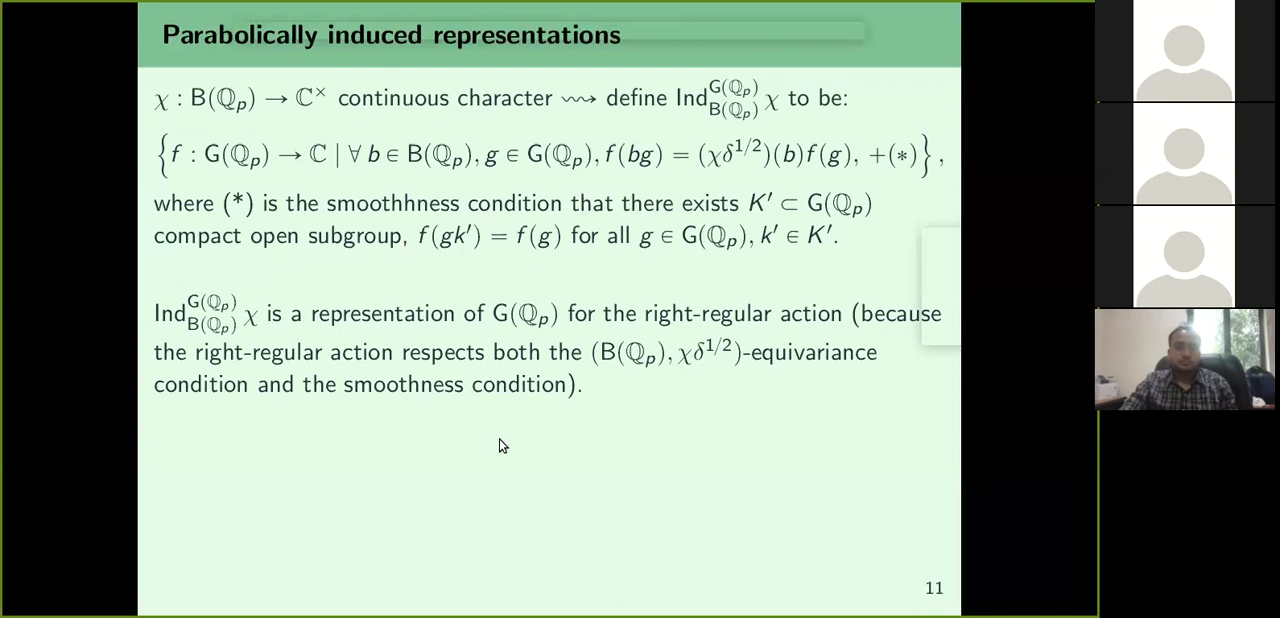 Parabolically induced representations
χ : B(ℚ_p) → ℂ^× continuous character ⇝ define Ind_{B(ℚ_p)}^{G(ℚ_p)} χ to be:
{f : G(ℚ_p) → ℂ | ∀ b ∈ B(ℚ_p), g ∈ G(ℚ_p), f(bg) = (χδ^{1/2})(b)f(g), +(∗)},
where (*) is the smoothhness condition that there exists K′ ⊂ G(ℚ_p)
compact open subgroup, f(gk′) = f(g) for all g ∈ G(ℚ_p), k′ ∈ K′.
Ind_{B(ℚ_p)}^{G(ℚ_p)} χ is a representation of G(ℚ_p) for the right-regular action (because
the right-regular action respects both the (B(ℚ_p), χδ^{1/2})-equivariance
condition and the smoothness condition).
11